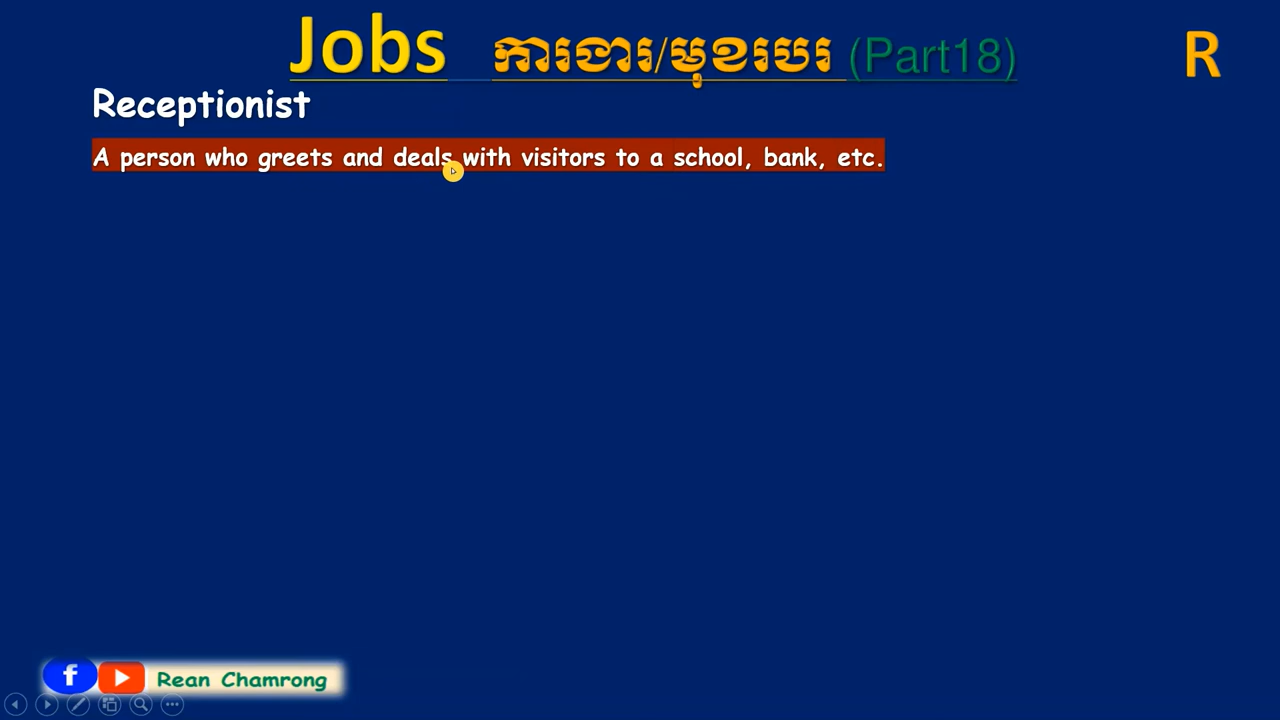 Jobs ការងារ/មុខរបរ (Part18) R
Receptionist
A person who greets and deals with visitors to a school, bank, etc.
f Rean Chamrong